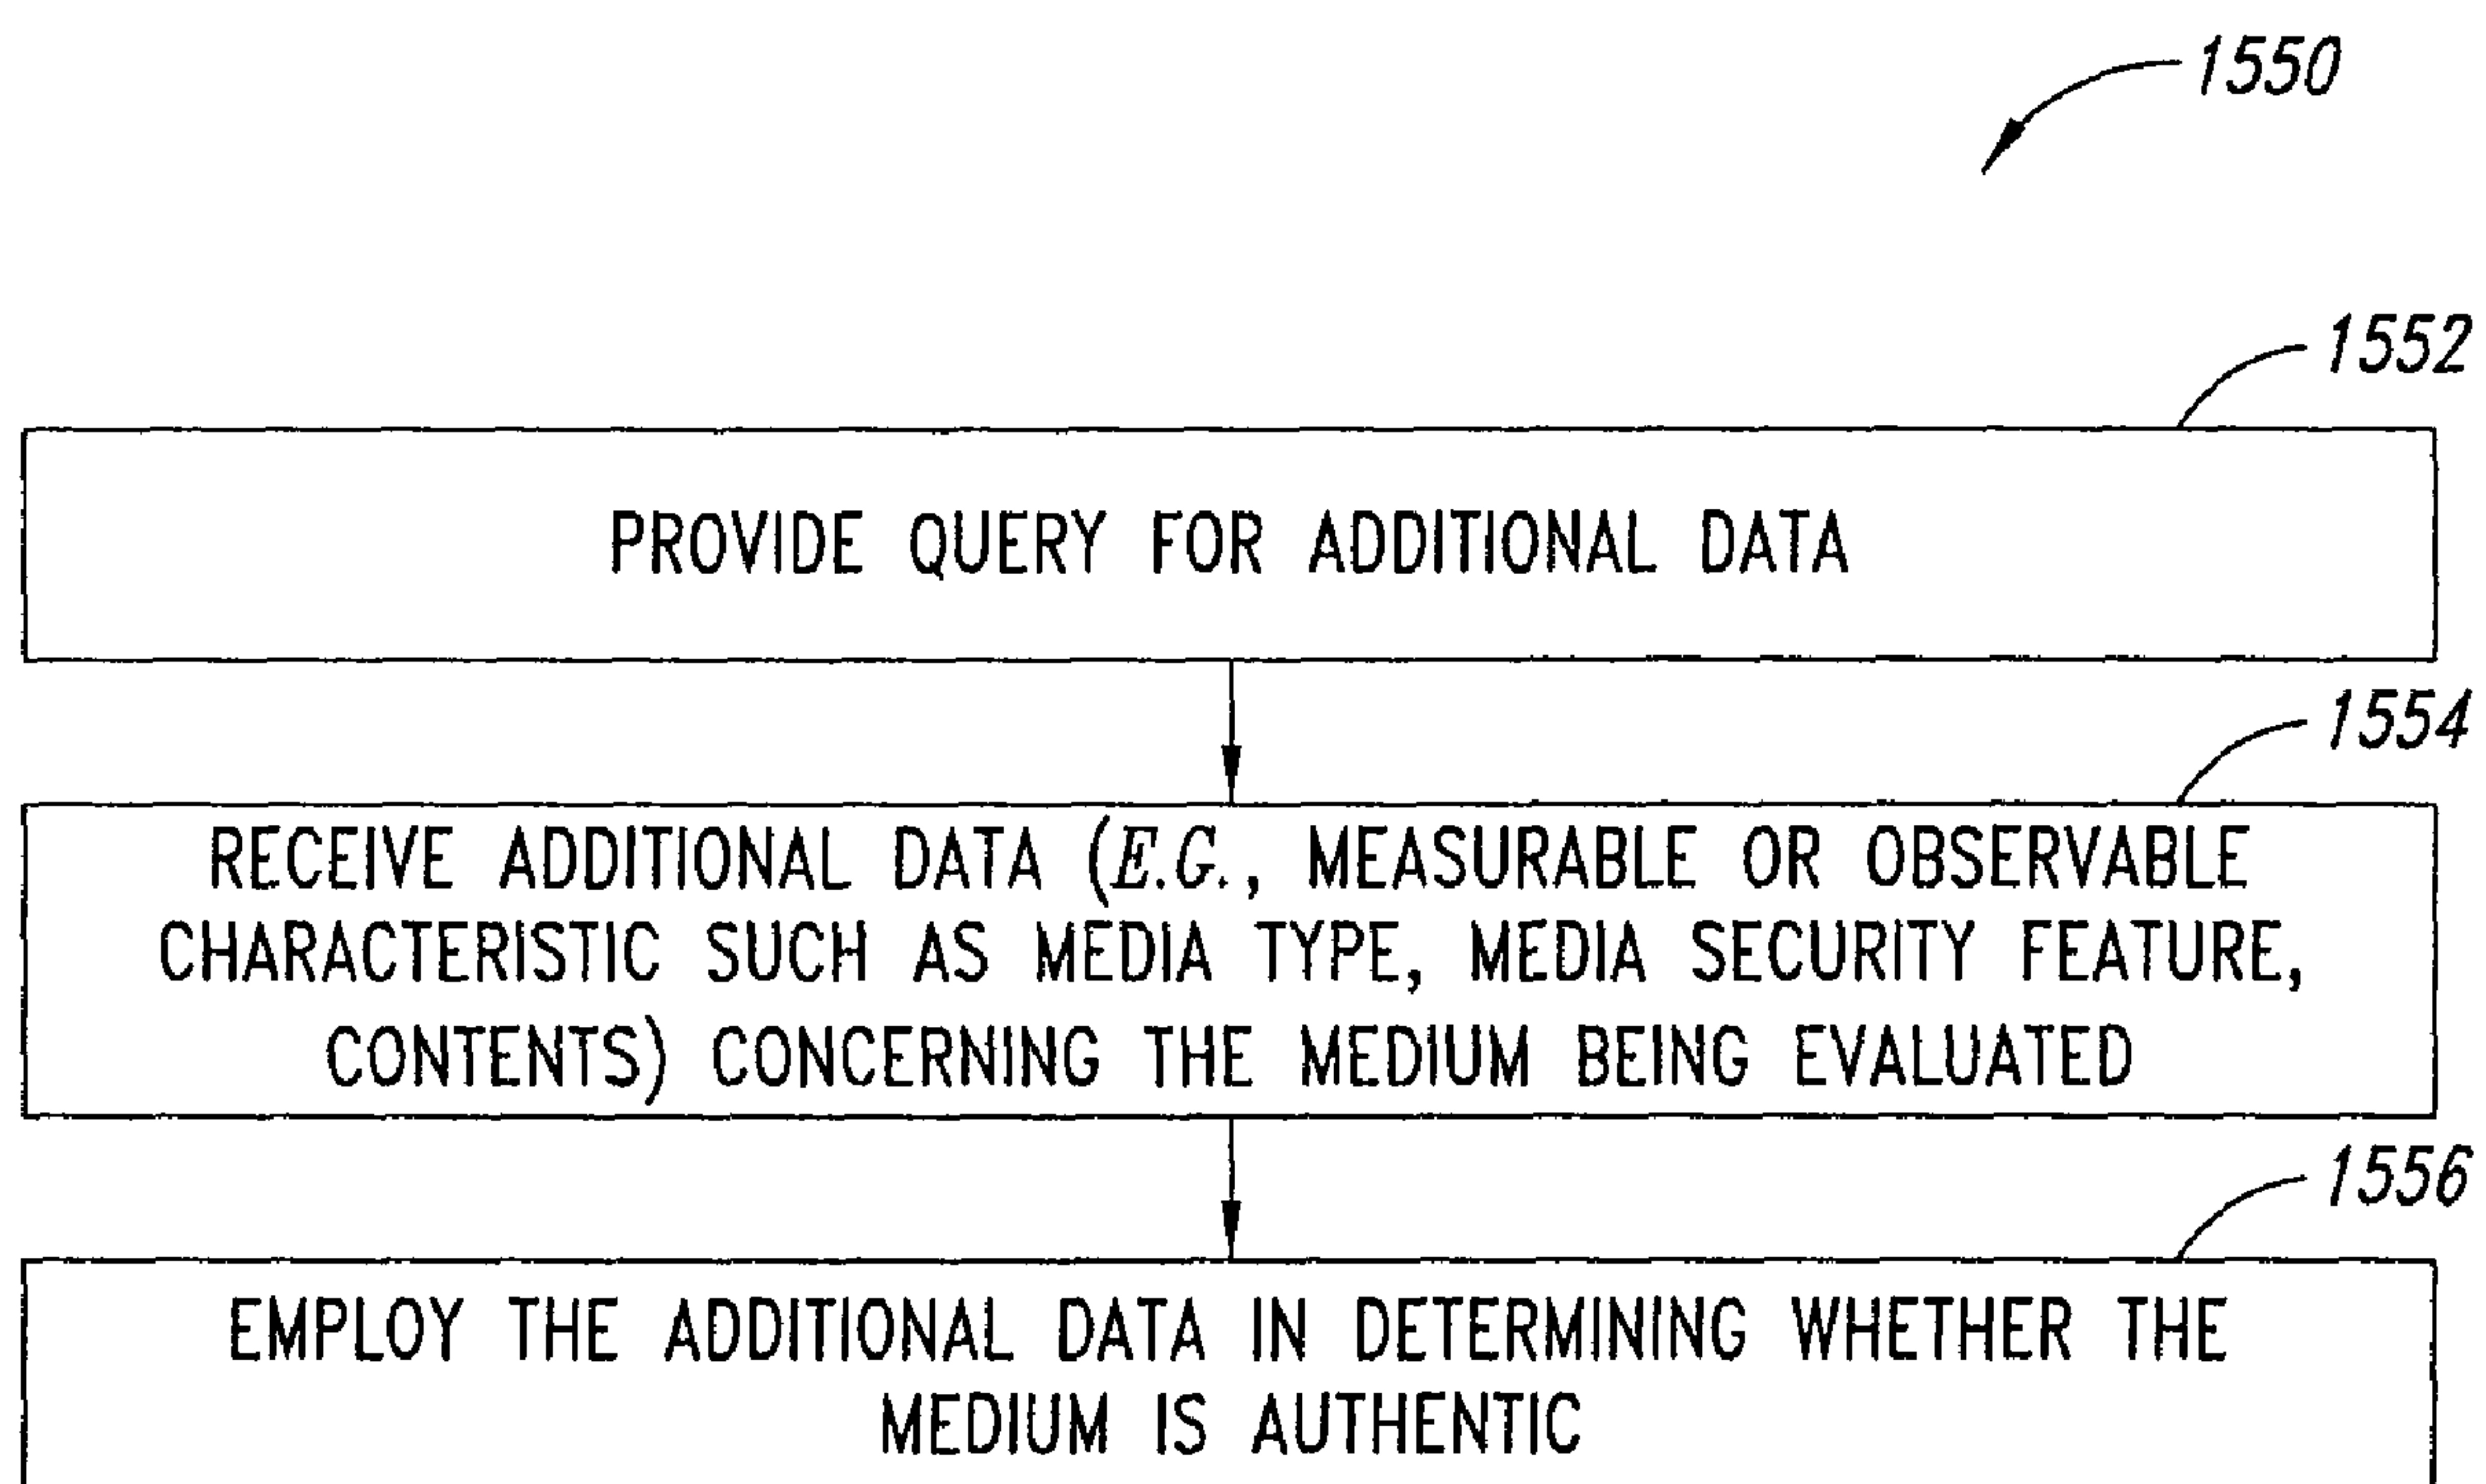 1550
1552
PROVIDE QUERY FOR ADDITIONAL DATA
1554
RECEIVE ADDITIONAL DATA (E.G., MEASURABLE OR OBSERVABLE
CHARACTERISTIC SUCH AS MEDIA TYPE, MEDIA SECURITY FEATURE,
CONTENTS) CONCERNING THE MEDIUM BEING EVALUATED
1556
EMPLOY THE ADDITIONAL DATA IN DETERMINING WHETHER THE
MEDIUM IS AUTHENTIC